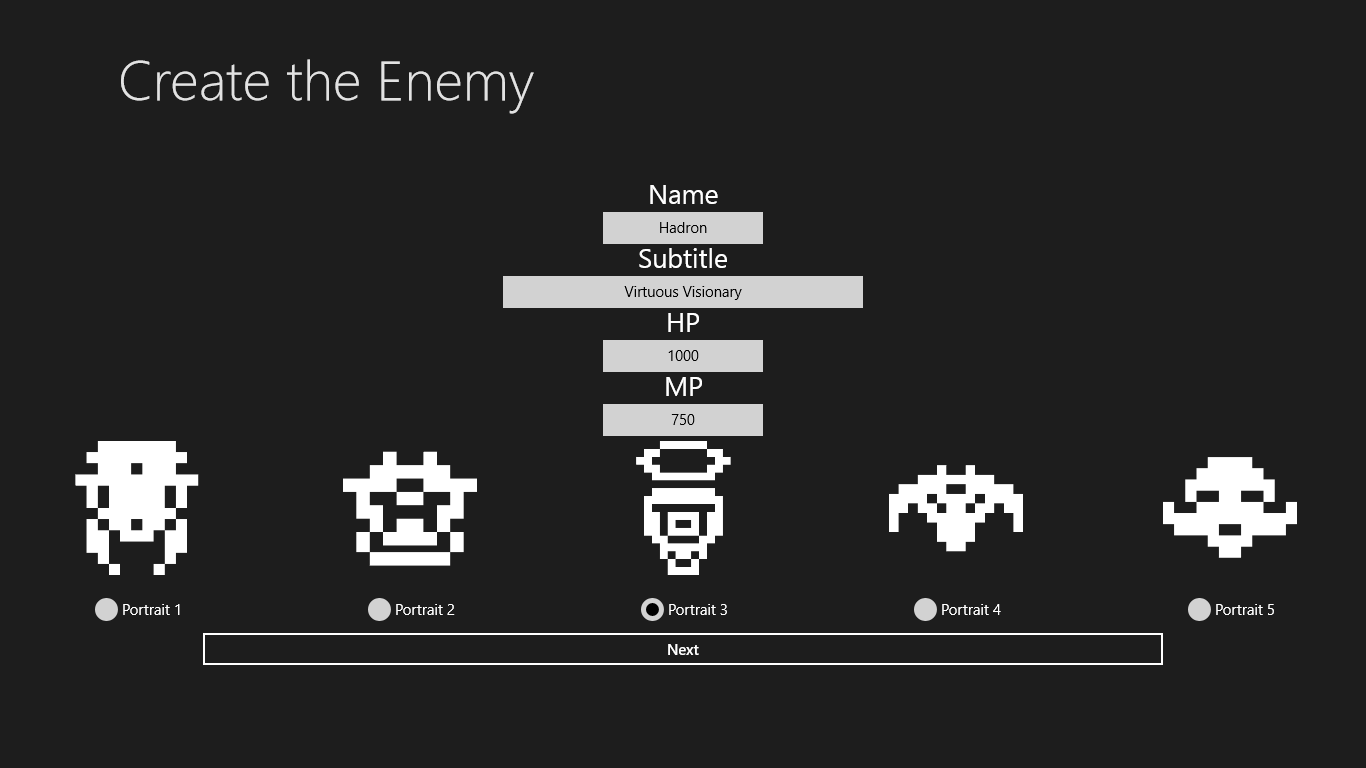 Create the Enemy
Name
Hadron
Subtitle
Virtuous Visionary
HP
1000
MP
750
Portrait 1
Portrait 2
Portrait 3
Portrait 4
Portrait 5
Next